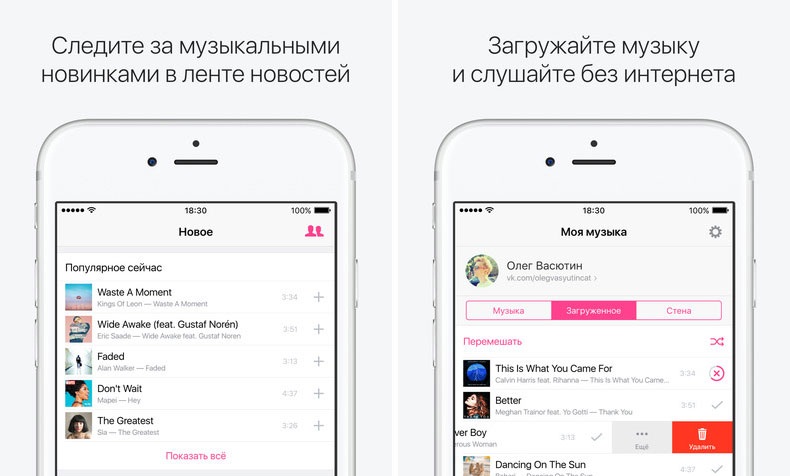 Следите за музыкальными
новинками в ленте новостей
18:30
100%
Новое
Популярное сейчас
Waste A Moment
Kings Of Leon — Waste A Moment
3:34
Wide Awake (feat. Gustaf Norén)
Eric Saade — Wide Awake feat. Gustaf Noren
3:51
Faded
Alan Walker — Faded
3:13
Don't Wait
Mapei — Hey
4:37
The Greatest
Sia — The Greatest
3:26
Показать всё
Загружайте музыку
и слушайте без интернета
18:30
100%
Моя музыка
Олег Васютин
vk.com/olegvasyutincat >
Музыка
Загруженное
Стена
Перемешать
This Is What You Came For
Calvin Harris feat. Rihanna — This Is What You Came...
3:34
Better
Meghan Trainor feat. Yo Gotti — Thank You
3:51
ver Boy
erous Woman
3:13
Ещё
Удалить
Dancing On The Sun
4:37